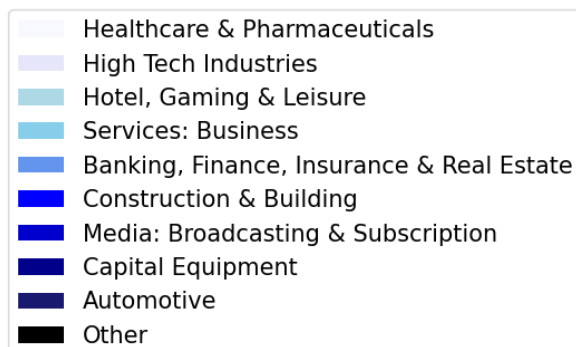 Healthcare & Pharmaceuticals
High Tech Industries
Hotel, Gaming & Leisure
Services: Business
Banking, Finance, Insurance & Real Estate
Construction & Building
Media: Broadcasting & Subscription
Capital Equipment
Automotive
Other